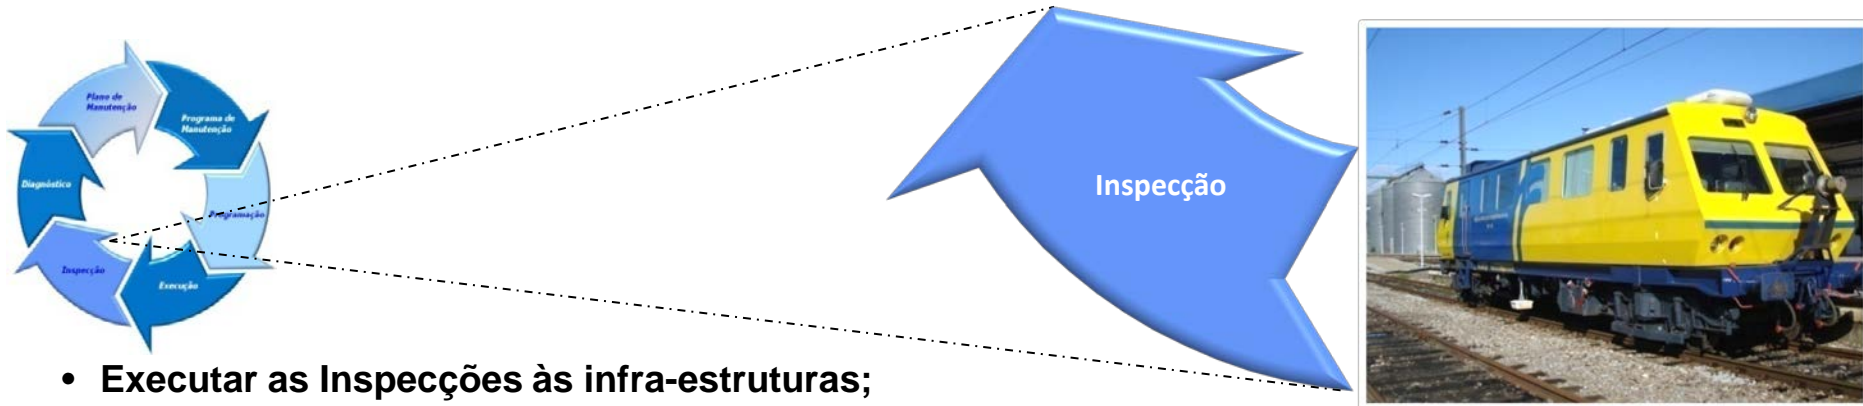 Plano de
Manutenção
Programa de
Manutenção
Diagnóstico
Programação
Inspecção
Execução
Inspecção
• Executar as Inspecções às infra-estruturas;